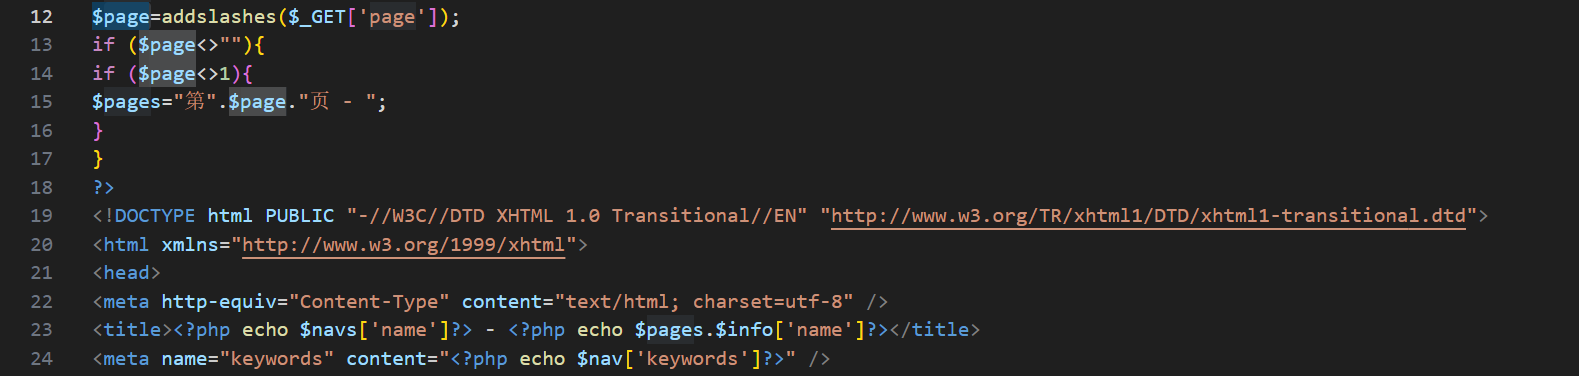 12 $page=addslashes($_GET['page']);
13 if ($page<>""){
14 if ($page<>1){
15 $pages="第".$page."页 - ";
16 }
17 }
18 ?>
19 <!DOCTYPE html PUBLIC "-//W3C//DTD XHTML 1.0 Transitional//EN" "http://www.w3.org/TR/xhtml1/DTD/xhtml1-transitional.dtd">
20 <html xmlns="http://www.w3.org/1999/xhtml">
21 <head>
22 <meta http-equiv="Content-Type" content="text/html; charset=utf-8" />
23 <title><?php echo $navs['name']?> - <?php echo $pages.$info['name']?></title>
24 <meta name="keywords" content="<?php echo $nav['keywords']?>" />